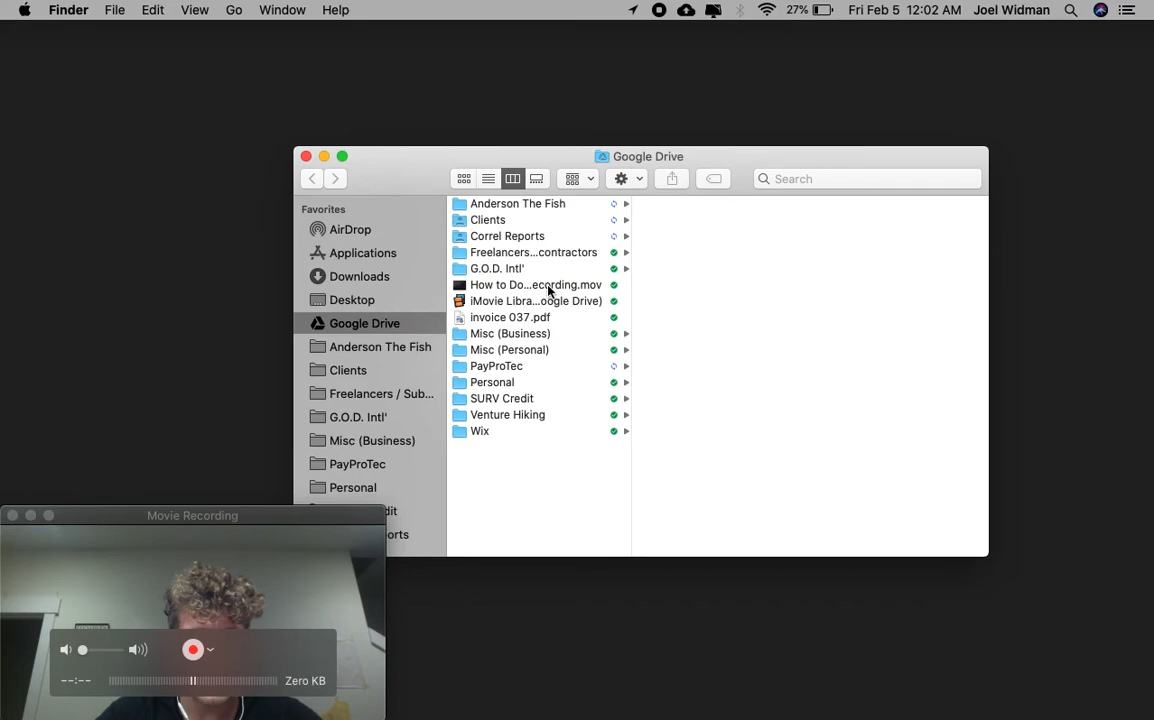 Finder File Edit View Go Window Help 27% Fri Feb 5 12:02 AM Joel Widman
Google Drive
Search
Favorites
AirDrop
Applications
Downloads
Desktop
Google Drive
Anderson The Fish
Clients
Freelancers / Sub...
G.O.D. Intl'
Misc (Business)
PayProTec
Personal
dit
orts
Anderson The Fish
Clients
Correl Reports
Freelancers...contractors
G.O.D. Intl'
How to Do...ecording.mov
iMovie Libra...oogle Drive)
invoice 037.pdf
Misc (Business)
Misc (Personal)
PayProTec
Personal
SURV Credit
Venture Hiking
Wix
Movie Recording
--:-- Zero KB